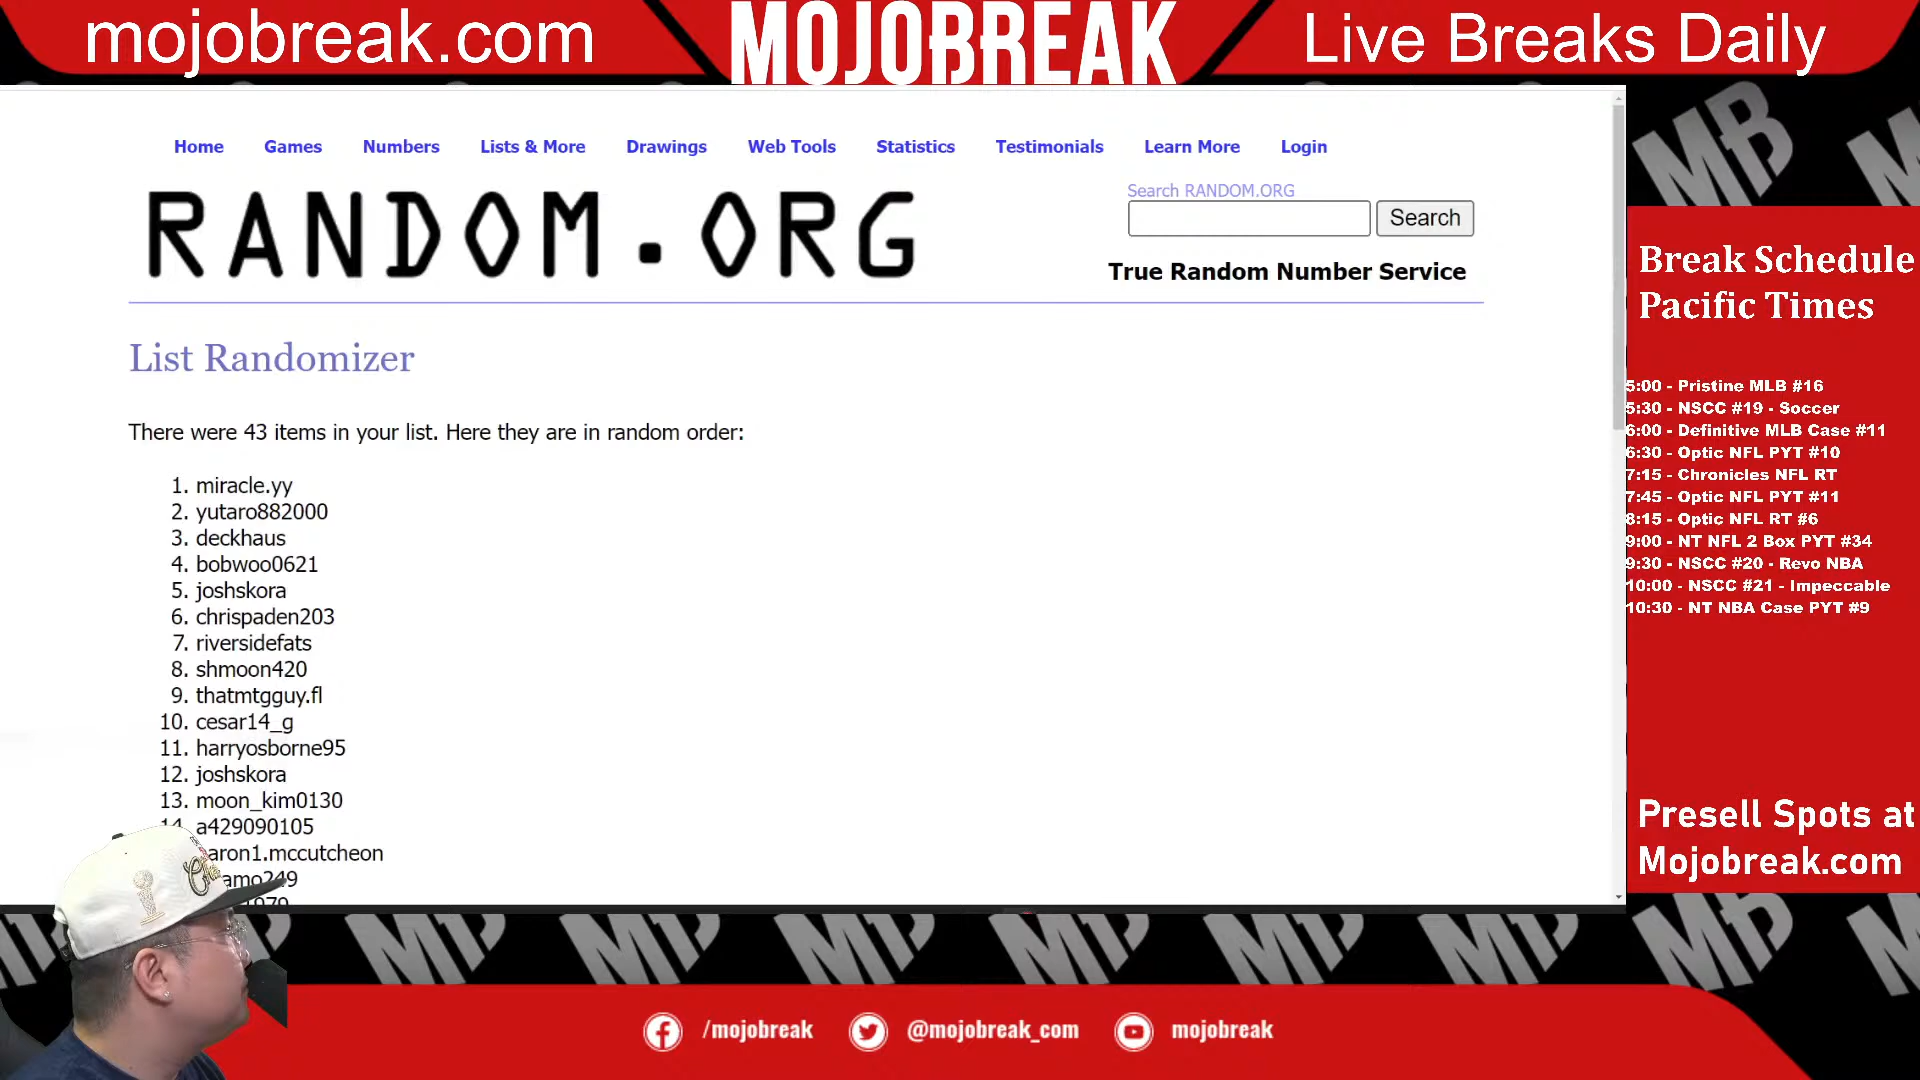 mojobreak.com
MOJOBREAK
Live Breaks Daily
Home Games Numbers Lists & More Drawings Web Tools Statistics Testimonials Learn More Login
RANDOM.ORG
Search RANDOM.ORG
Search
True Random Number Service
List Randomizer
There were 43 items in your list. Here they are in random order:
1. miracle.yy
2. yutaro882000
3. deckhaus
4. bobwoo0621
5. joshskora
6. chrispaden203
7. riversidefats
8. shmoon420
9. thatmtgguy.fl
10. cesar14_g
11. harryosborne95
12. joshskora
13. moon_kim0130
14. a429090105
aron1.mccutcheon
Break Schedule
Pacific Times
5:00 - Pristine MLB #16
5:30 - NSCC #19 - Soccer
6:00 - Definitive MLB Case #11
6:30 - Optic NFL PYT #10
7:15 - Chronicles NFL RT
7:45 - Optic NFL PYT #11
8:15 - Optic NFL RT #6
9:00 - NT NFL 2 Box PYT #34
9:30 - NSCC #20 - Revo NBA
10:00 - NSCC #21 - Impeccable
10:30 - NT NBA Case PYT #9
Presell Spots at
Mojobreak.com
MB
/mojobreak
@mojobreak_com
mojobreak